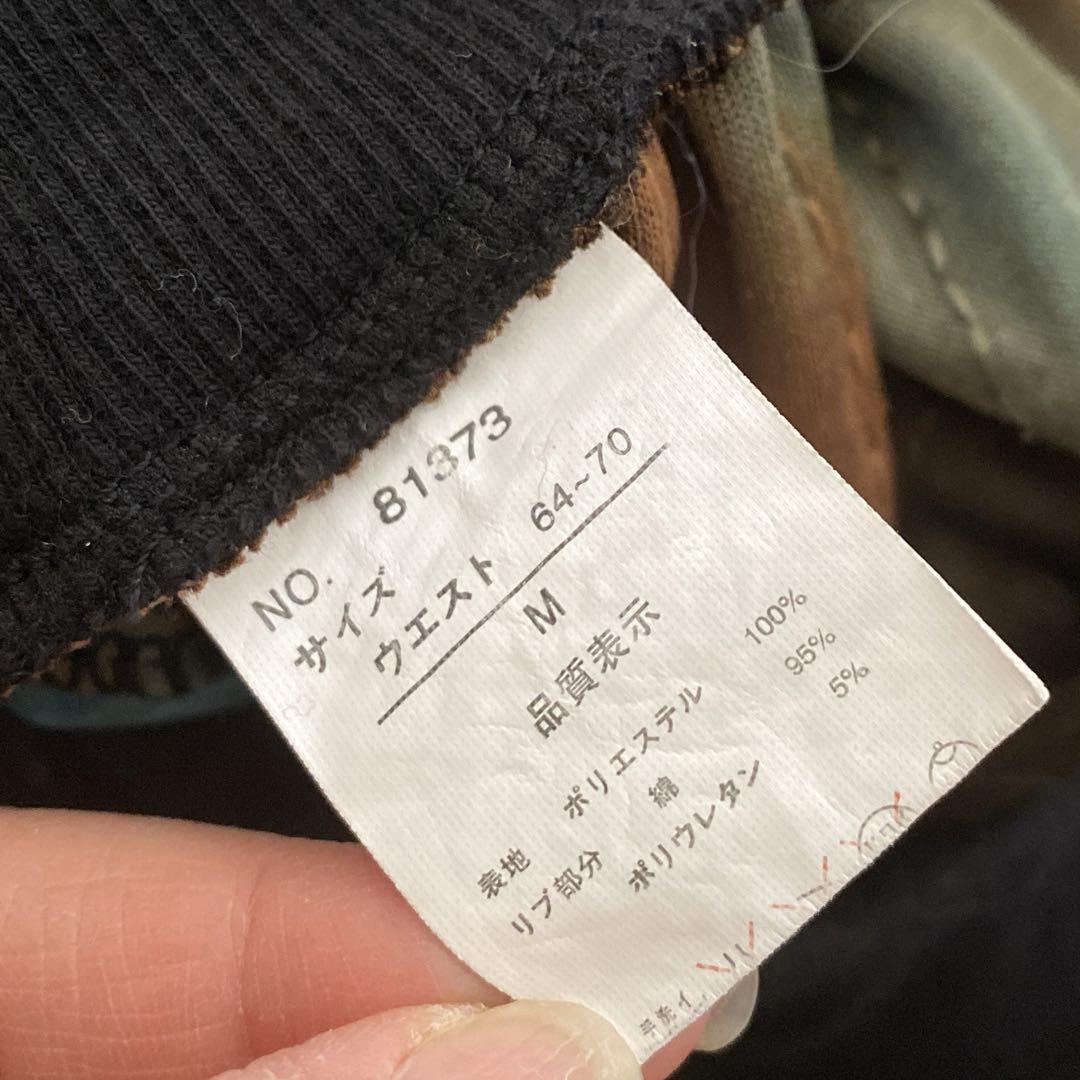 NO. 81373
サイズ
ウエスト 64~70
M
品質表示
表地 ポリエステル 100%
リブ部分 綿 95%
ポリウレタン 5%